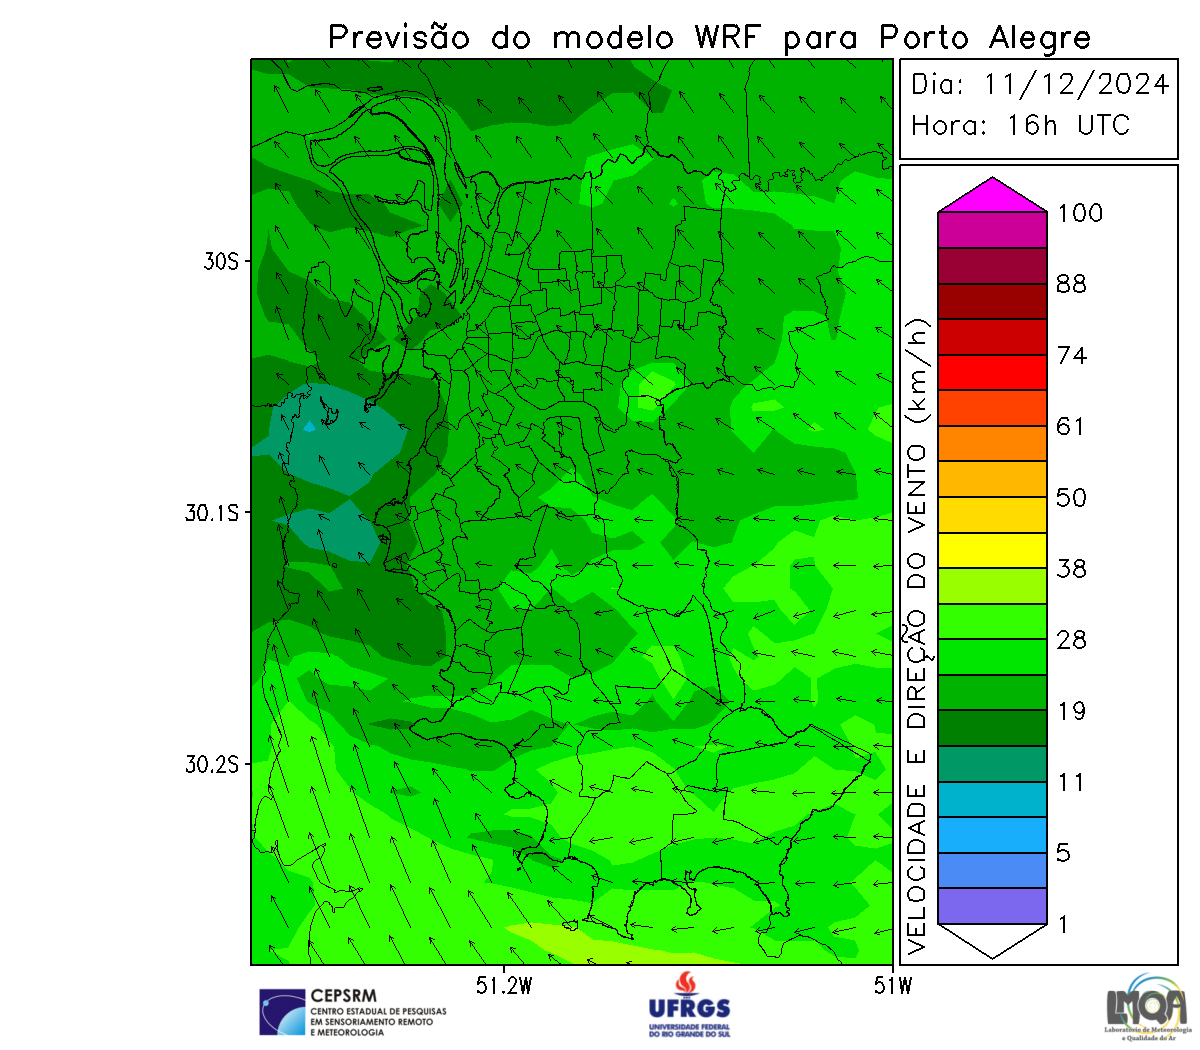 Previsão do modelo WRF para Porto Alegre
Dia: 11/12/2024
Hora: 16h UTC
30S
30.1S
30.2S
51.2W
51W
VELOCIDADE E DIREÇÃO DO VENTO (km/h)
100
88
74
61
50
38
28
19
11
5
1
CEPSRM
CENTRO ESTADUAL DE PESQUISAS
EM SENSORIAMENTO REMOTO
E METEOROLOGIA
UFRGS
UNIVERSIDADE FEDERAL
DO RIO GRANDE DO SUL
LMQA
Laboratório de Meteorologia
e Qualidade do Ar